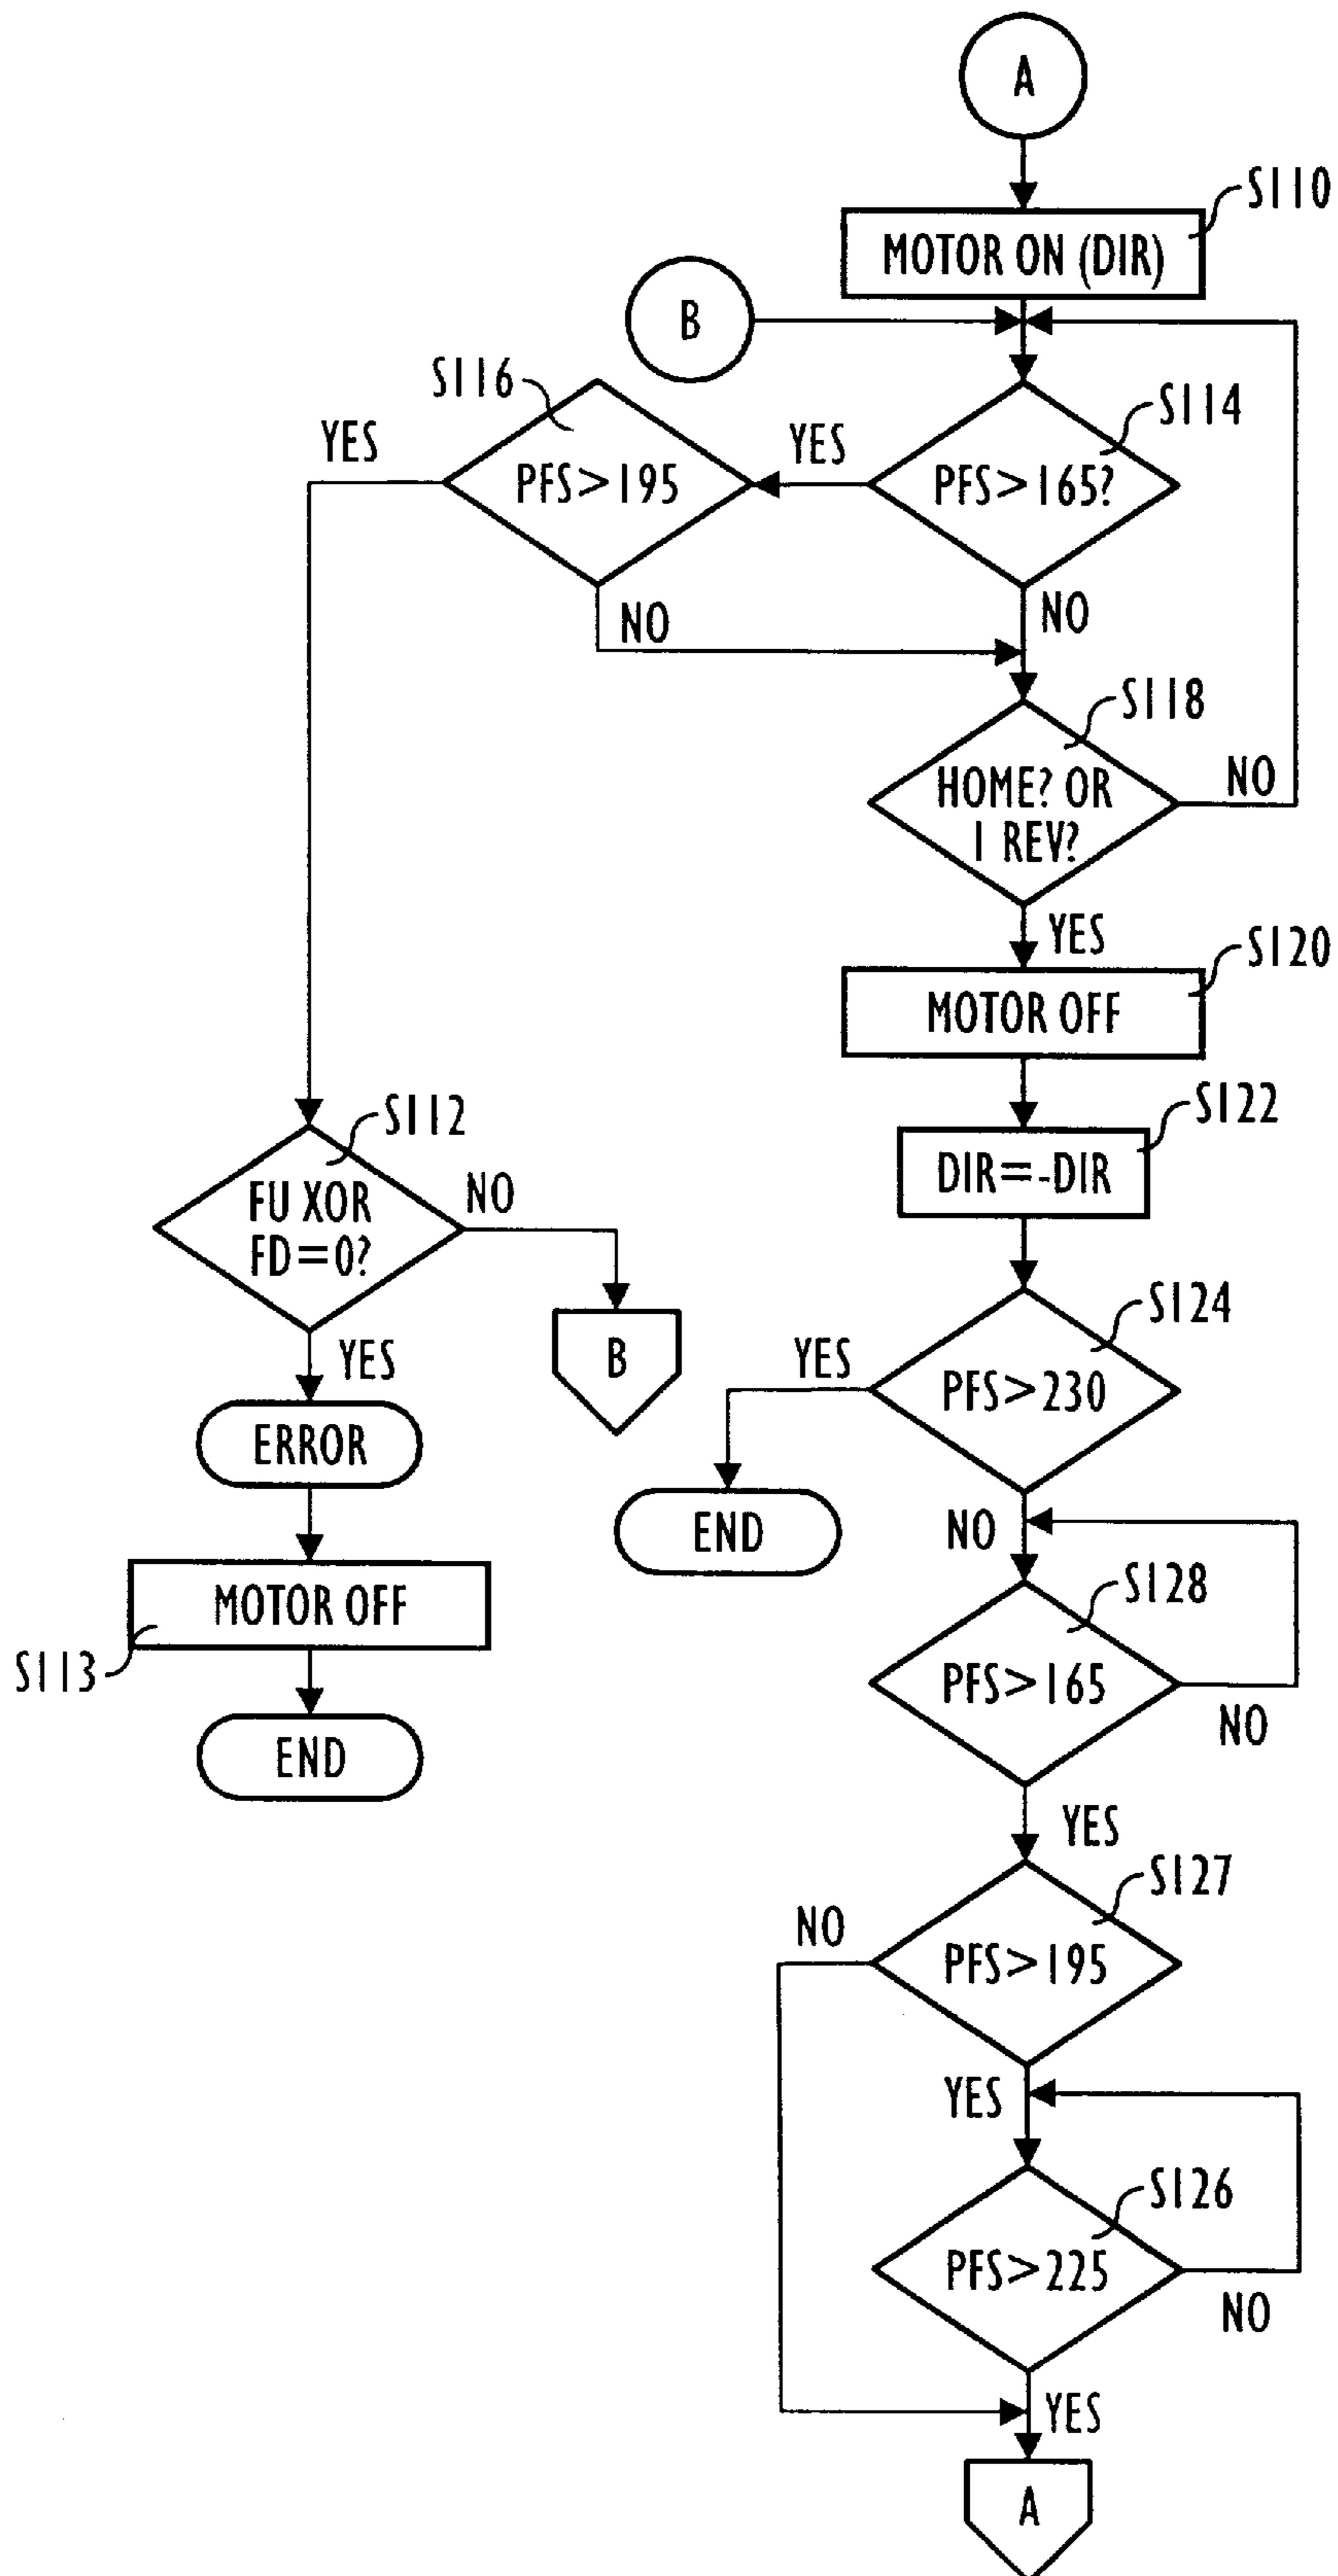 A
S110
MOTOR ON (DIR)
B
S116
S114
YES
PFS>195
YES
PFS>165?
NO
NO
S118
HOME? OR
1 REV?
NO
YES
S120
MOTOR OFF
S112
S122
FU XOR
FD=0?
NO
DIR=-DIR
YES
B
S124
YES
PFS>230
ERROR
END
NO
MOTOR OFF
S113
S128
PFS>165
NO
END
YES
S127
NO
PFS>195
YES
S126
PFS>225
NO
YES
A